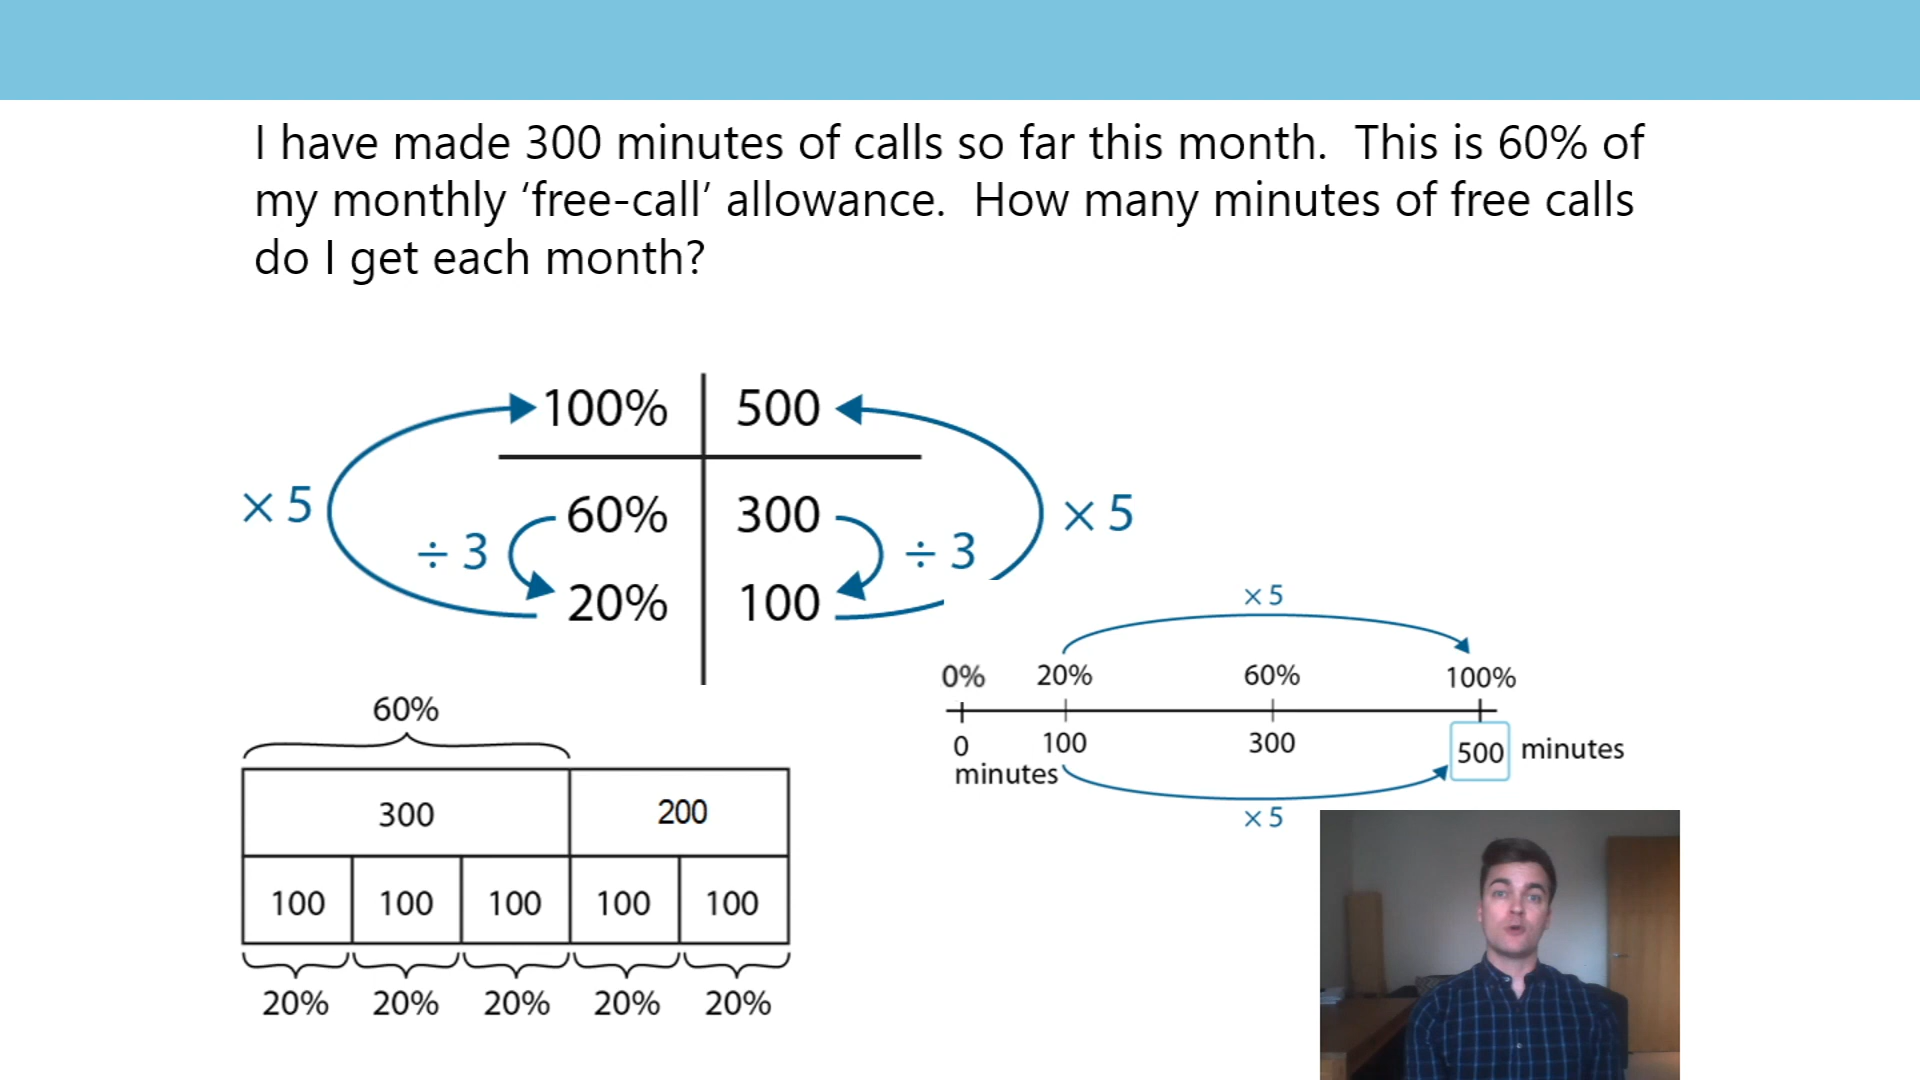 I have made 300 minutes of calls so far this month. This is 60% of
my monthly ‘free-call’ allowance. How many minutes of free calls
do I get each month?
100% 500
× 5 60% 300 × 5
÷ 3 ÷ 3
20% 100
× 5
0% 20% 60% 100%
0 100 300 500 minutes
minutes
× 5
60%
300 200
100 100 100 100 100
20% 20% 20% 20% 20%